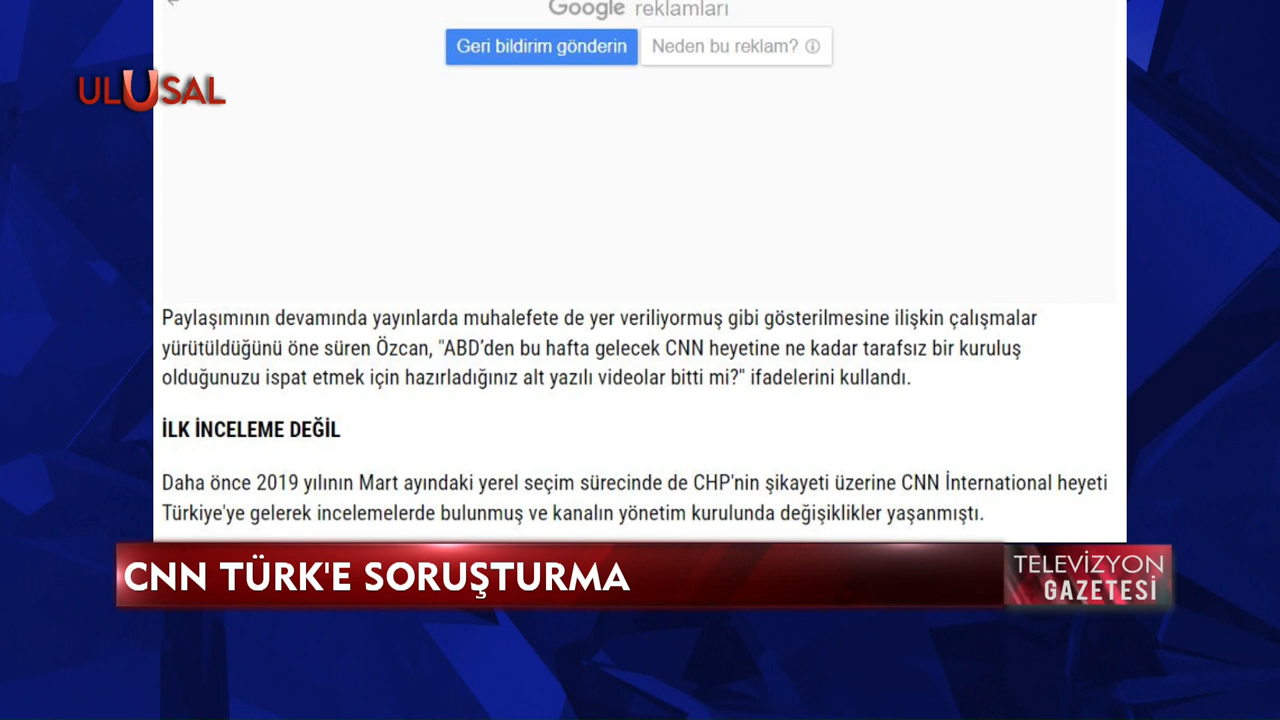 Google reklamları
Geri bildirim gönderin Neden bu reklam?
ULUSAL
Paylaşımının devamında yayınlarda muhalefete de yer veriliyormuş gibi gösterilmesine ilişkin çalışmalar
yürütüldüğünü öne süren Özcan, "ABD’den bu hafta gelecek CNN heyetine ne kadar tarafsız bir kuruluş
olduğunuzu ispat etmek için hazırladığınız alt yazılı videolar bitti mi?" ifadelerini kullandı.
İLK İNCELEME DEĞİL
Daha önce 2019 yılının Mart ayındaki yerel seçim sürecinde de CHP'nin şikayeti üzerine CNN İnternational heyeti
Türkiye'ye gelerek incelemelerde bulunmuş ve kanalın yönetim kurulunda değişiklikler yaşanmıştı.
CNN TÜRK'E SORUŞTURMA
TELEVİZYON
GAZETESİ